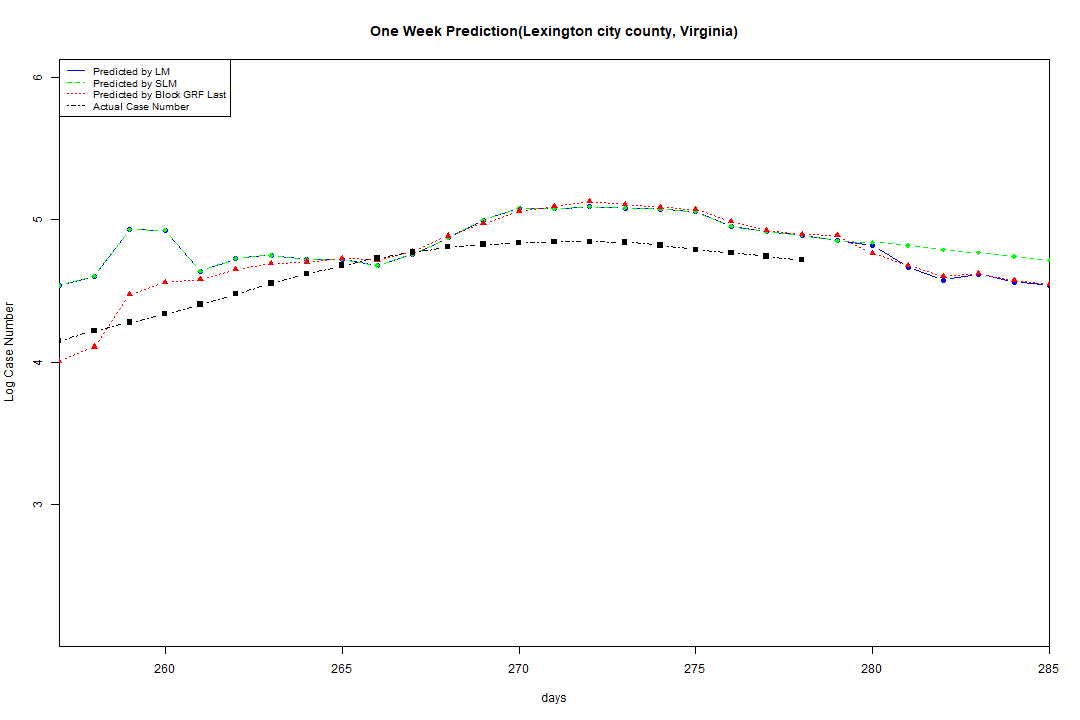 One Week Prediction(Lexington city county, Virginia)
Predicted by LM
Predicted by SLM
Predicted by Block GRF Last
Actual Case Number
6
5
4
3
Log Case Number
260
265
270
275
280
285
days